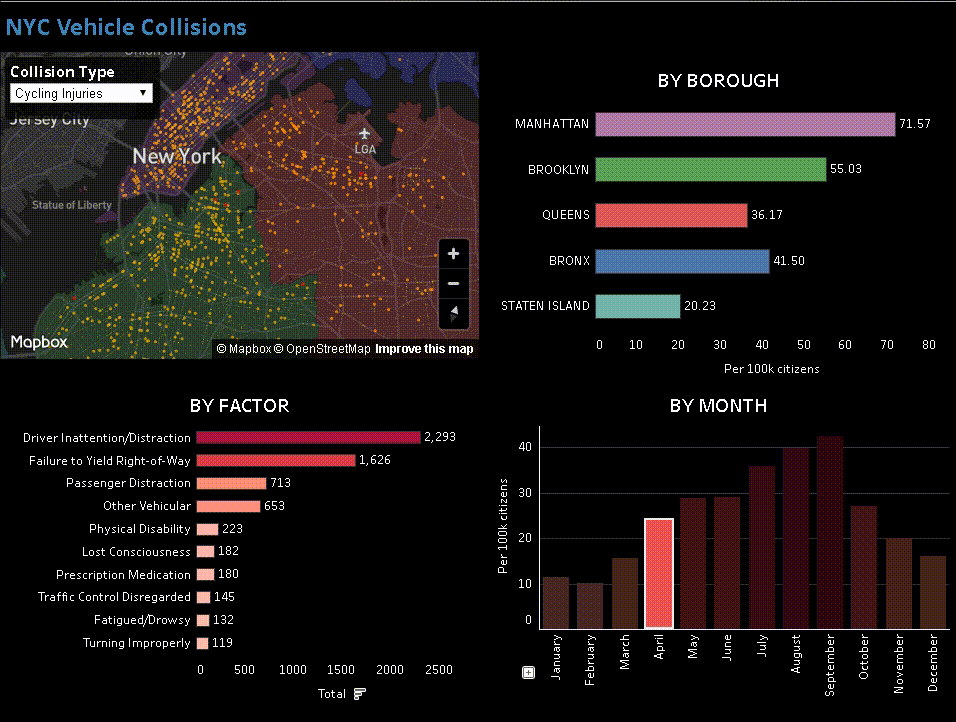 NYC Vehicle Collisions
Union City
Collision Type
Cycling Injuries
Jersey City
New York
LGA
Statue of Liberty
+
−
Mapbox
© Mapbox © OpenStreetMap Improve this map
BY BOROUGH
MANHATTAN 71.57
BROOKLYN 55.03
QUEENS 36.17
BRONX 41.50
STATEN ISLAND 20.23
0 10 20 30 40 50 60 70 80
Per 100k citizens
BY FACTOR
Driver Inattention/Distraction 2,293
Failure to Yield Right-of-Way 1,626
Passenger Distraction 713
Other Vehicular 653
Physical Disability 223
Lost Consciousness 182
Prescription Medication 180
Traffic Control Disregarded 145
Fatigued/Drowsy 132
Turning Improperly 119
0 500 1000 1500 2000 2500
Total
BY MONTH
Per 100k citizens
40
30
20
10
0
January
February
March
April
May
June
July
August
September
October
November
December